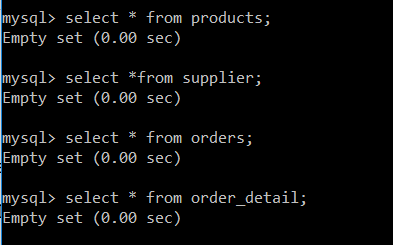 mysql> select * from products;
Empty set (0.00 sec)
mysql> select *from supplier;
Empty set (0.00 sec)
mysql> select * from orders;
Empty set (0.00 sec)
mysql> select * from order_detail;
Empty set (0.00 sec)